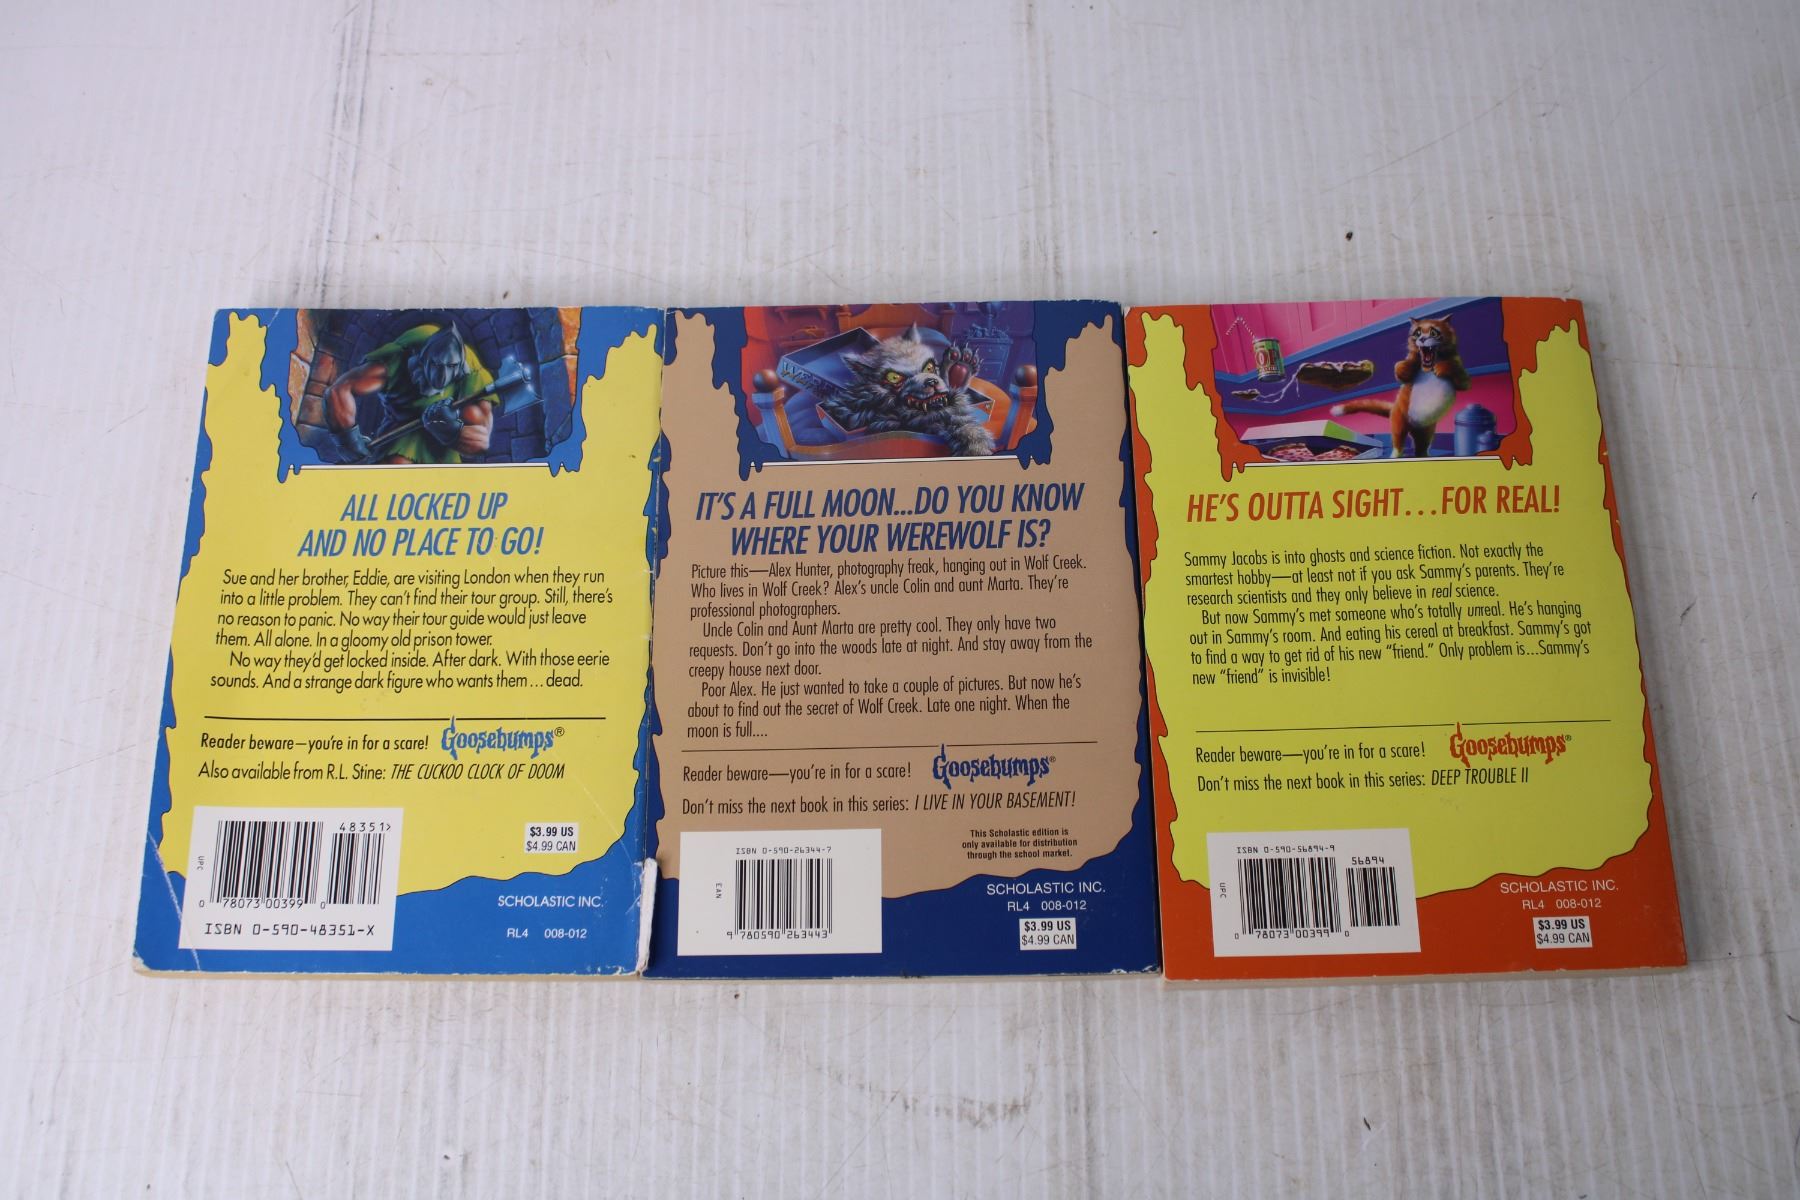 ALL LOCKED UP
AND NO PLACE TO GO!
Sue and her brother, Eddie, are visiting London when they run
into a little problem. They can't find their tour group. Still, there's
no reason to panic. No way their tour guide would just leave
them. All alone. In a gloomy old prison tower.
No way they'd get locked inside. After dark. With those eerie
sounds. And a strange dark figure who wants them ... dead.
Reader beware—you're in for a scare! Goosebumps®
Also available from R.L. Stine: THE CUCKOO CLOCK OF DOOM
48351>
$3.99 US
$4.99 CAN
UPC
0 78073 00399 0
ISBN 0-590-48351-X
SCHOLASTIC INC.
RL4 008-012
IT'S A FULL MOON...DO YOU KNOW
WHERE YOUR WEREWOLF IS?
Picture this—Alex Hunter, photography freak, hanging out in Wolf Creek.
Who lives in Wolf Creek? Alex's uncle Colin and aunt Marta. They're
professional photographers.
Uncle Colin and Aunt Marta are pretty cool. They only have two
requests. Don't go into the woods late at night. And stay away from the
creepy house next door.
Poor Alex. He just wanted to take a couple of pictures. But now he's
about to find out the secret of Wolf Creek. Late one night. When the
moon is full....
Reader beware—you're in for a scare! Goosebumps®
Don't miss the next book in this series: I LIVE IN YOUR BASEMENT!
ISBN 0-590-26344-7
EAN
9 780590 263443
This Scholastic edition is
only available for distribution
through the school market.
SCHOLASTIC INC.
RL4 008-012
$3.99 US
$4.99 CAN
HE'S OUTTA SIGHT...FOR REAL!
Sammy Jacobs is into ghosts and science fiction. Not exactly the
smartest hobby—at least not if you ask Sammy's parents. They're
research scientists and they only believe in real science.
But now Sammy's met someone who's totally unreal. He's hanging
out in Sammy's room. And eating his cereal at breakfast. Sammy's got
to find a way to get rid of his new "friend." Only problem is...Sammy's
new "friend" is invisible!
Reader beware—you're in for a scare! Goosebumps®
Don't miss the next book in this series: DEEP TROUBLE II
ISBN 0-590-56894-9
56894
UPC
0 78073 00399 0
SCHOLASTIC INC.
RL4 008-012
$3.99 US
$4.99 CAN